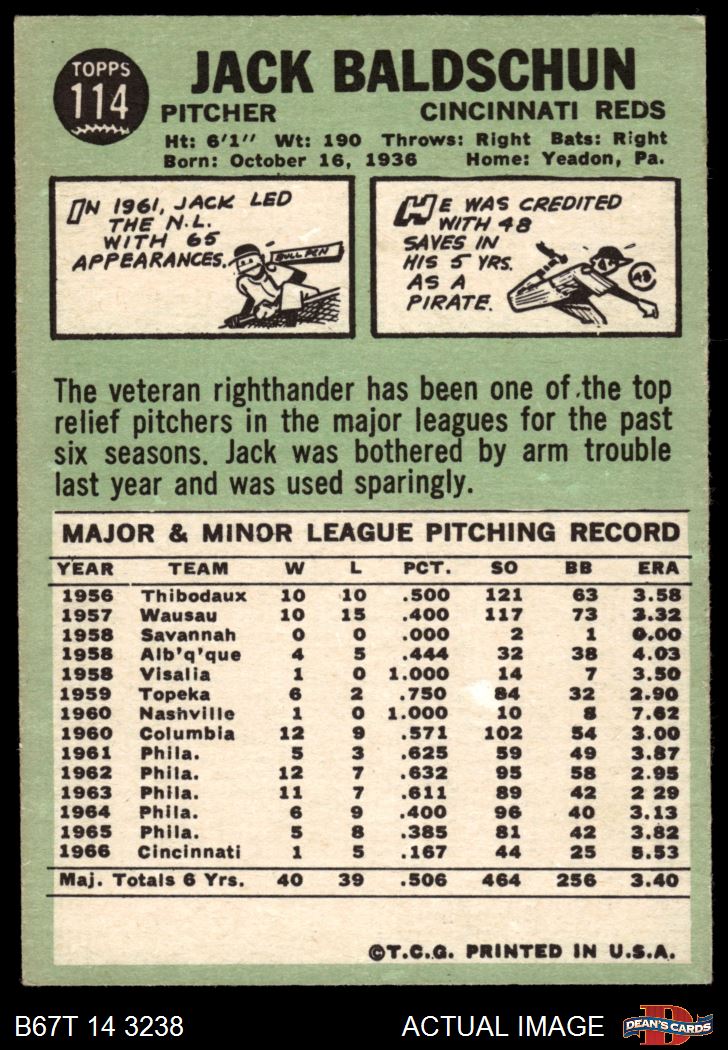 TOPPS
114
JACK BALDSCHUN
PITCHER CINCINNATI REDS
Ht: 6'1" Wt: 190 Throws: Right Bats: Right
Born: October 16, 1936 Home: Yeadon, Pa.
IN 1961, JACK LED
THE N.L.
WITH 65
APPEARANCES.
BULL PEN
HE WAS CREDITED
WITH 48
SAVES IN
HIS 5 YRS.
AS A
PIRATE.
48
The veteran righthander has been one of the top
relief pitchers in the major leagues for the past
six seasons. Jack was bothered by arm trouble
last year and was used sparingly.
MAJOR & MINOR LEAGUE PITCHING RECORD
YEAR TEAM W L PCT. SO BB ERA
1956 Thibodaux 10 10 .500 121 63 3.58
1957 Wausau 10 15 .400 117 73 3.32
1958 Savannah 0 0 .000 2 1 0.00
1958 Alb'q'que 4 5 .444 32 38 4.03
1958 Visalia 1 0 1.000 14 7 3.50
1959 Topeka 6 2 .750 84 32 2.90
1960 Nashville 1 0 1.000 10 8 7.62
1960 Columbia 12 9 .571 102 54 3.00
1961 Phila. 5 3 .625 59 49 3.87
1962 Phila. 12 7 .632 95 58 2.95
1963 Phila. 11 7 .611 89 42 2 29
1964 Phila. 6 9 .400 96 40 3.13
1965 Phila. 5 8 .385 81 42 3.82
1966 Cincinnati 1 5 .167 44 25 5.53
Maj. Totals 6 Yrs. 40 39 .506 464 256 3.40
©T.C.G. PRINTED IN U.S.A.
B67T 14 3238 ACTUAL IMAGE
D
DEAN'S CARDS